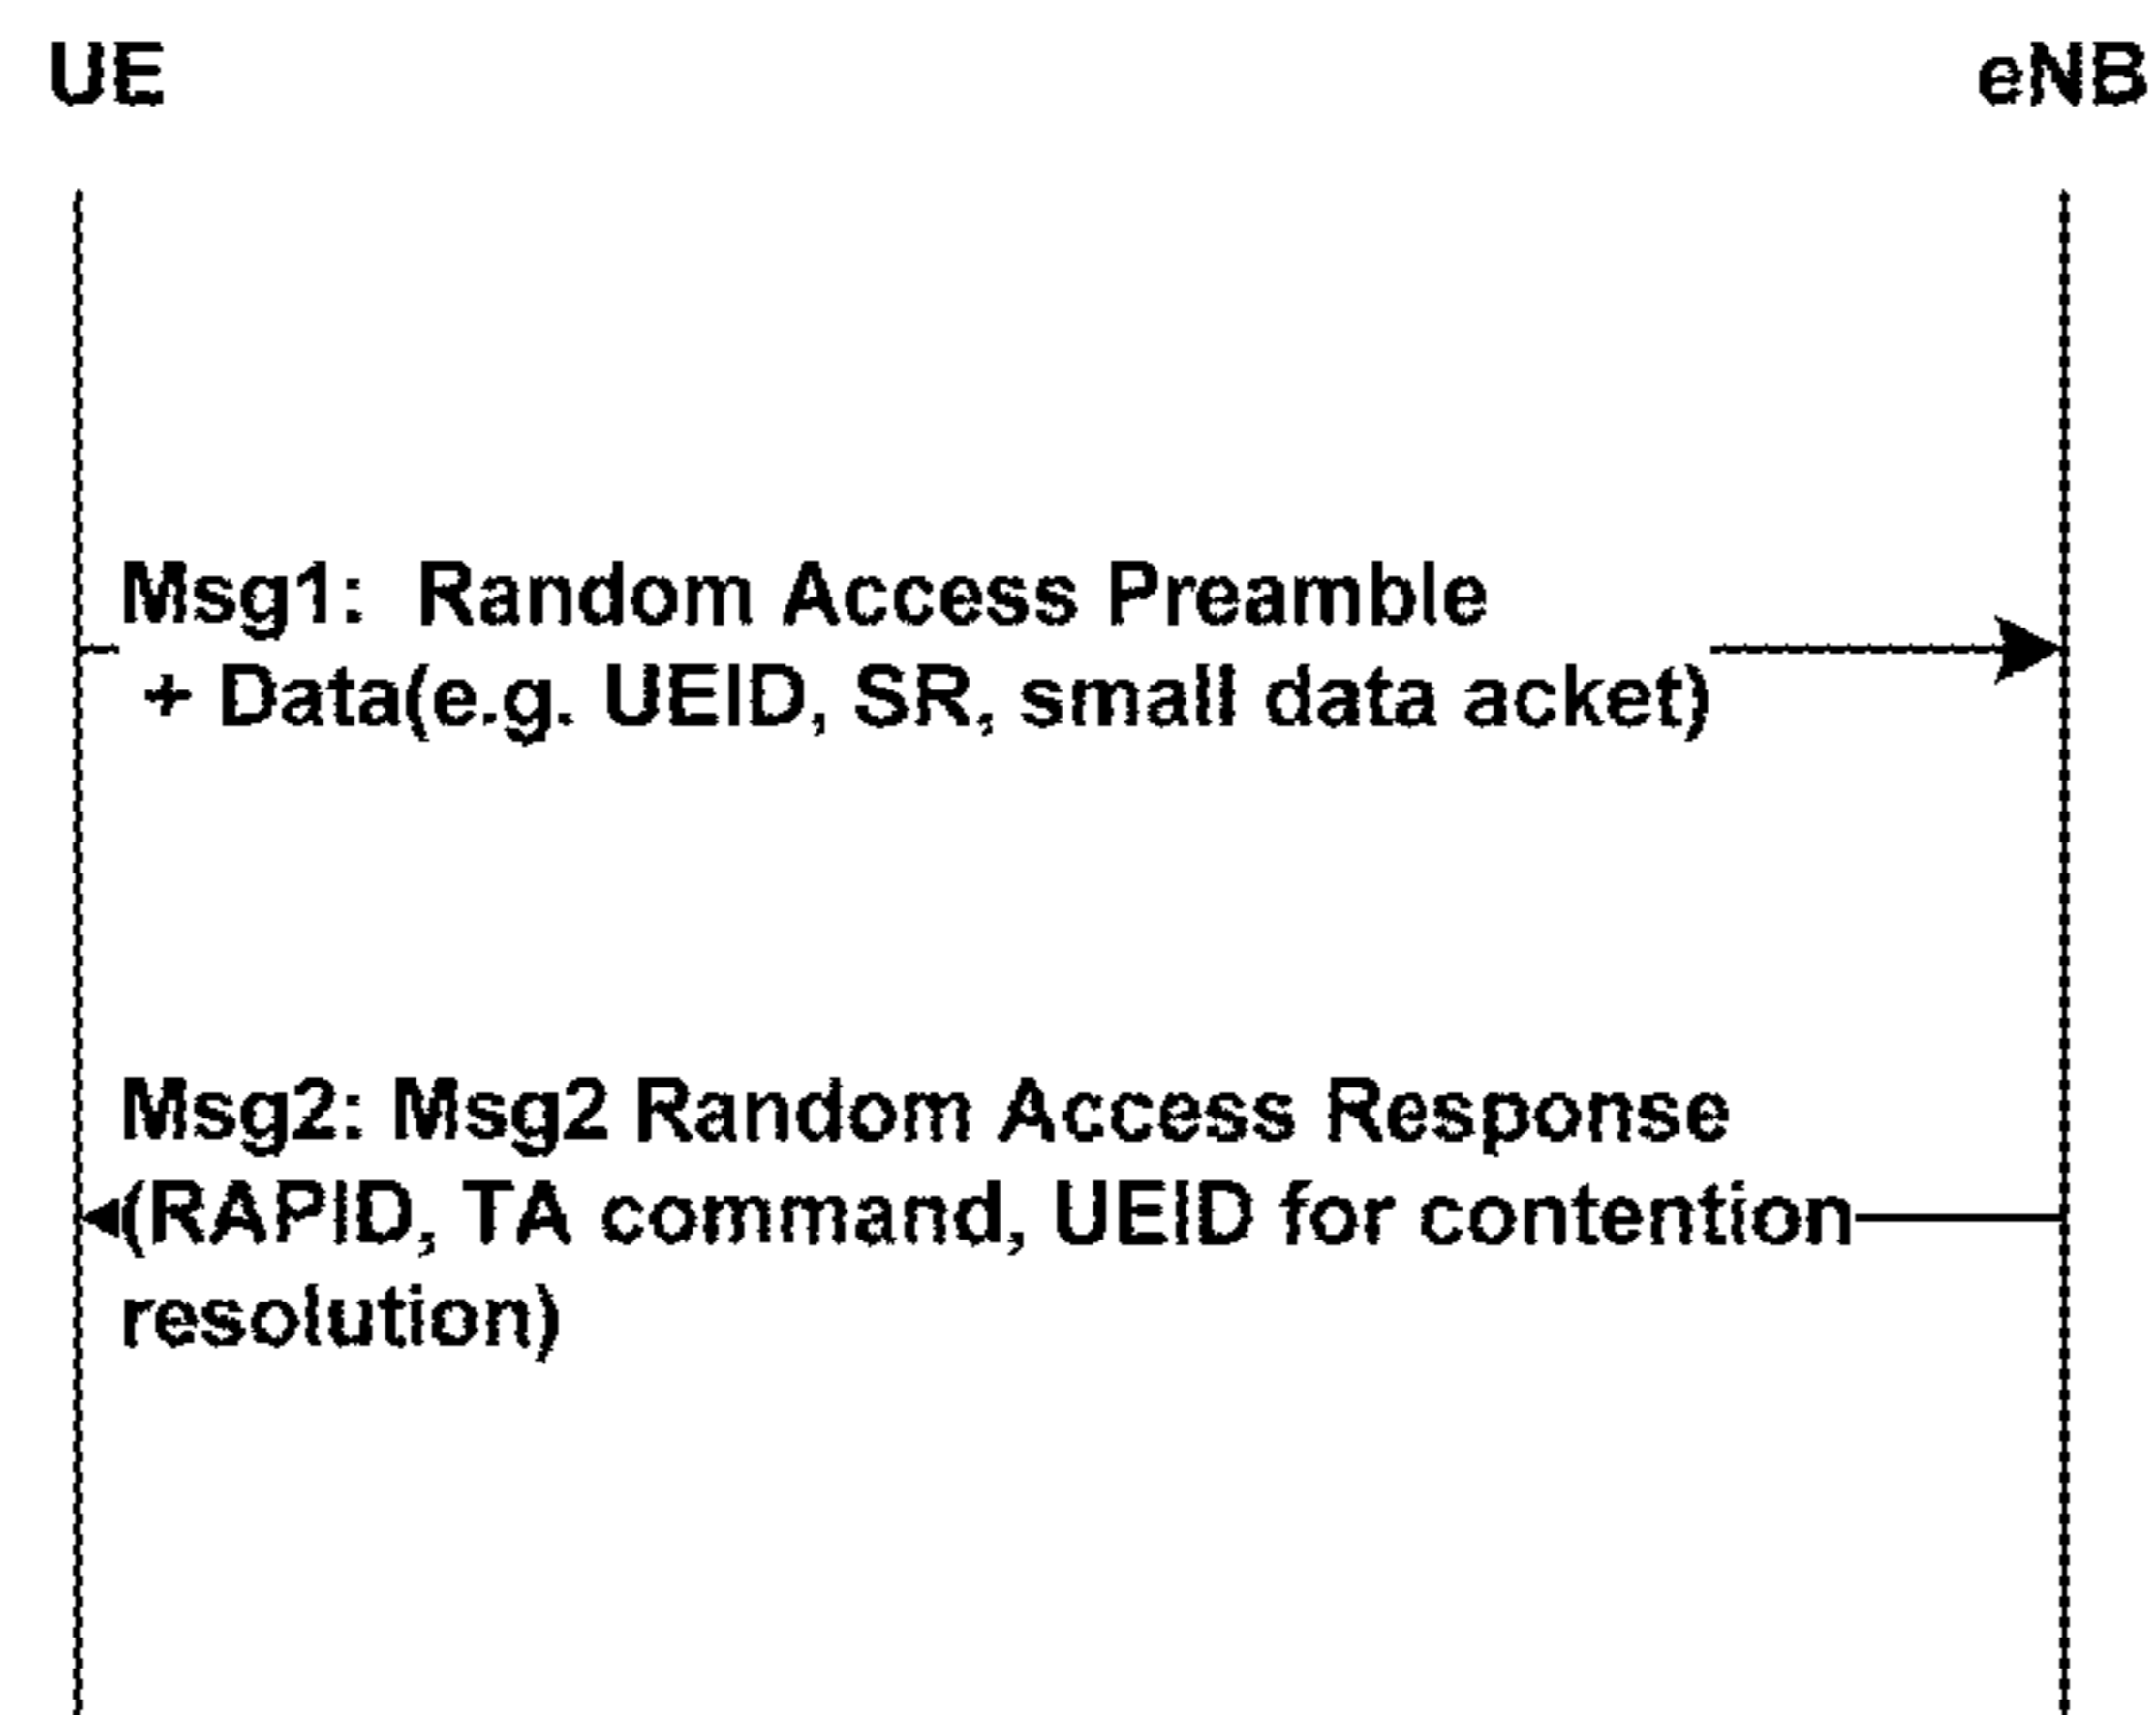 UE
eNB
Msg1: Random Access Preamble
+ Data(e.g. UEID, SR, small data acket)
Msg2: Msg2 Random Access Response
(RAPID, TA command, UEID for contention
resolution)